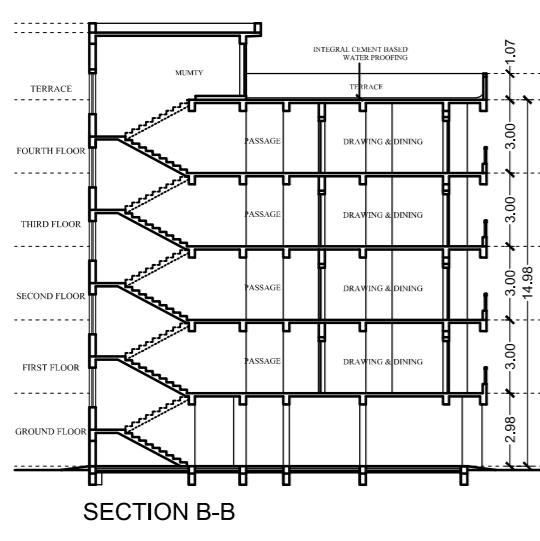 INTEGRAL CEMENT BASED
WATER PROOFING
1.07
MUMTY
TERRACE
TERRACE
FOURTH FLOOR
PASSAGE
DRAWING & DINING
3.00
THIRD FLOOR
PASSAGE
DRAWING & DINING
3.00
SECOND FLOOR
PASSAGE
DRAWING & DINING
3.00
14.98
FIRST FLOOR
PASSAGE
DRAWING & DINING
3.00
GROUND FLOOR
2.98
SECTION B-B